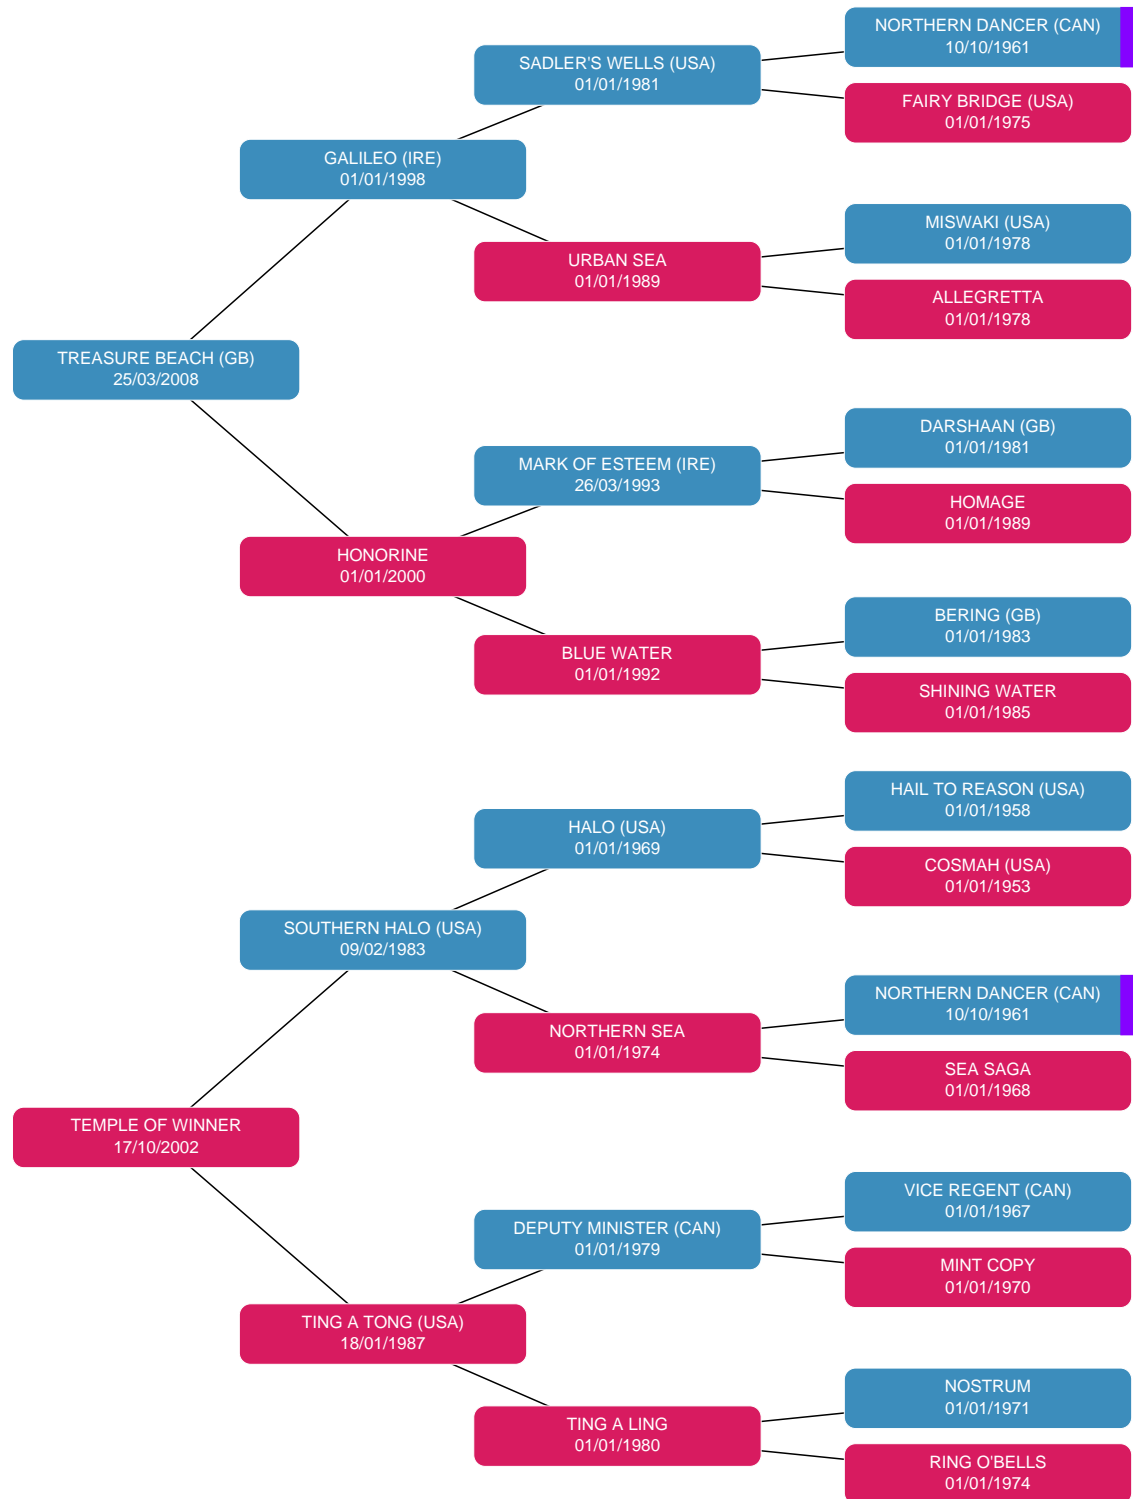 NORTHERN DANCER (CAN)
10/10/1961
SADLER'S WELLS (USA)
01/01/1981
FAIRY BRIDGE (USA)
01/01/1975
GALILEO (IRE)
01/01/1998
MISWAKI (USA)
01/01/1978
URBAN SEA
01/01/1989
ALLEGRETTA
01/01/1978
TREASURE BEACH (GB)
25/03/2008
DARSHAAN (GB)
01/01/1981
MARK OF ESTEEM (IRE)
26/03/1993
HOMAGE
01/01/1989
HONORINE
01/01/2000
BERING (GB)
01/01/1983
BLUE WATER
01/01/1992
SHINING WATER
01/01/1985
HAIL TO REASON (USA)
01/01/1958
HALO (USA)
01/01/1969
COSMAH (USA)
01/01/1953
SOUTHERN HALO (USA)
09/02/1983
NORTHERN DANCER (CAN)
10/10/1961
NORTHERN SEA
01/01/1974
SEA SAGA
01/01/1968
TEMPLE OF WINNER
17/10/2002
VICE REGENT (CAN)
01/01/1967
DEPUTY MINISTER (CAN)
01/01/1979
MINT COPY
01/01/1970
TING A TONG (USA)
18/01/1987
NOSTRUM
01/01/1971
TING A LING
01/01/1980
RING O'BELLS
01/01/1974